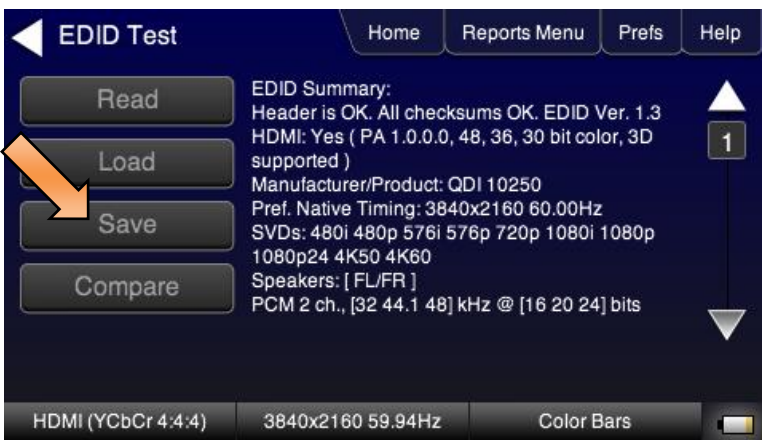 EDID Test
Home
Reports Menu
Prefs
Help
Read
Load
Save
Compare
EDID Summary:
Header is OK. All checksums OK. EDID Ver. 1.3
HDMI: Yes ( PA 1.0.0.0, 48, 36, 30 bit color, 3D
supported )
Manufacturer/Product: QDI 10250
Pref. Native Timing: 3840x2160 60.00Hz
SVDs: 480i 480p 576i 576p 720p 1080i 1080p
1080p24 4K50 4K60
Speakers: [ FL/FR ]
PCM 2 ch., [32 44.1 48] kHz @ [16 20 24] bits
1
HDMI (YCbCr 4:4:4)
3840x2160 59.94Hz
Color Bars